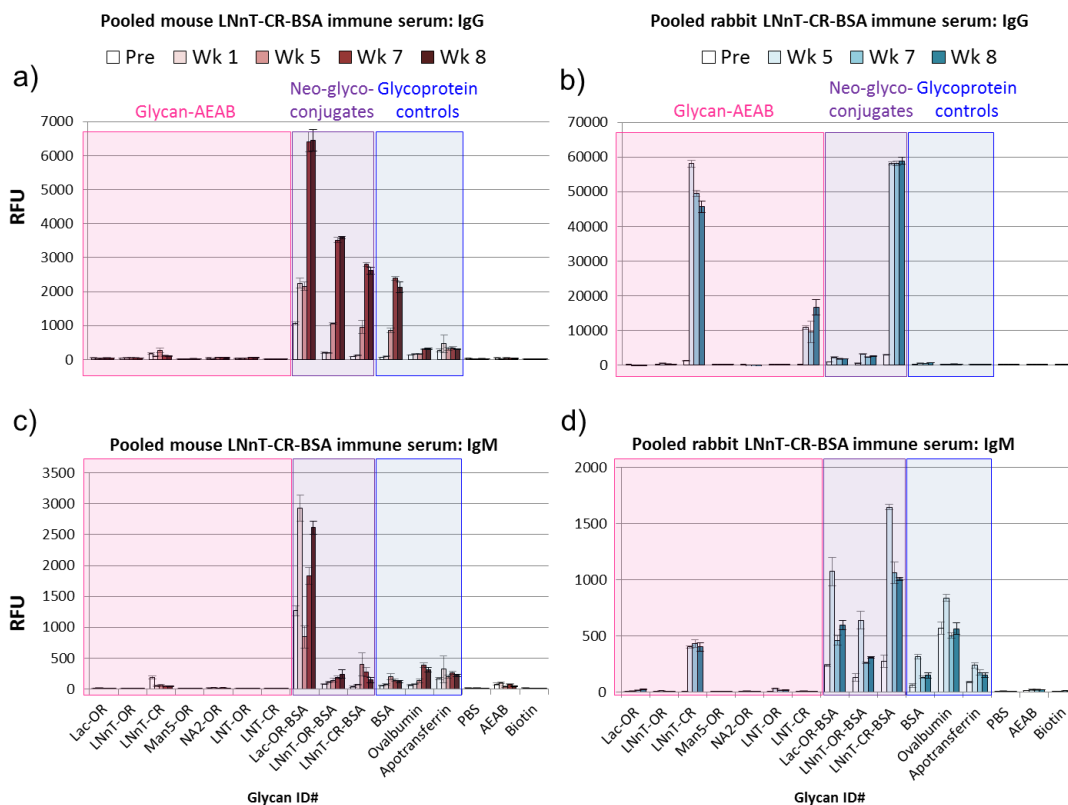 Pooled mouse LNnT-CR-BSA immune serum: IgG
Pre Wk 1 Wk 5 Wk 7 Wk 8
a)
Glycan-AEAB
Neo-glyco-
conjugates
Glycoprotein
controls
7000
6000
5000
4000
3000
2000
1000
0
RFU
Pooled rabbit LNnT-CR-BSA immune serum: IgG
Pre Wk 5 Wk 7 Wk 8
b)
Glycan-AEAB
Neo-glyco-
conjugates
Glycoprotein
controls
70000
60000
50000
40000
30000
20000
10000
0
c)
Pooled mouse LNnT-CR-BSA immune serum: IgM
3500
3000
2500
2000
1500
1000
500
0
RFU
Lac-OR
LNnT-OR
LNnT-CR
Man5-OR
NA2-OR
LNT-OR
LNT-CR
Lac-OR-BSA
LNnT-OR-BSA
LNnT-CR-BSA
BSA
Ovalbumin
Apotransferrin
PBS
AEAB
Biotin
Glycan ID#
d)
Pooled rabbit LNnT-CR-BSA immune serum: IgM
2000
1500
1000
500
0
Lac-OR
LNnT-OR
LNnT-CR
Man5-OR
NA2-OR
LNT-OR
LNT-CR
Lac-OR-BSA
LNnT-OR-BSA
LNnT-CR-BSA
BSA
Ovalbumin
Apotransferrin
PBS
AEAB
Biotin
Glycan ID#